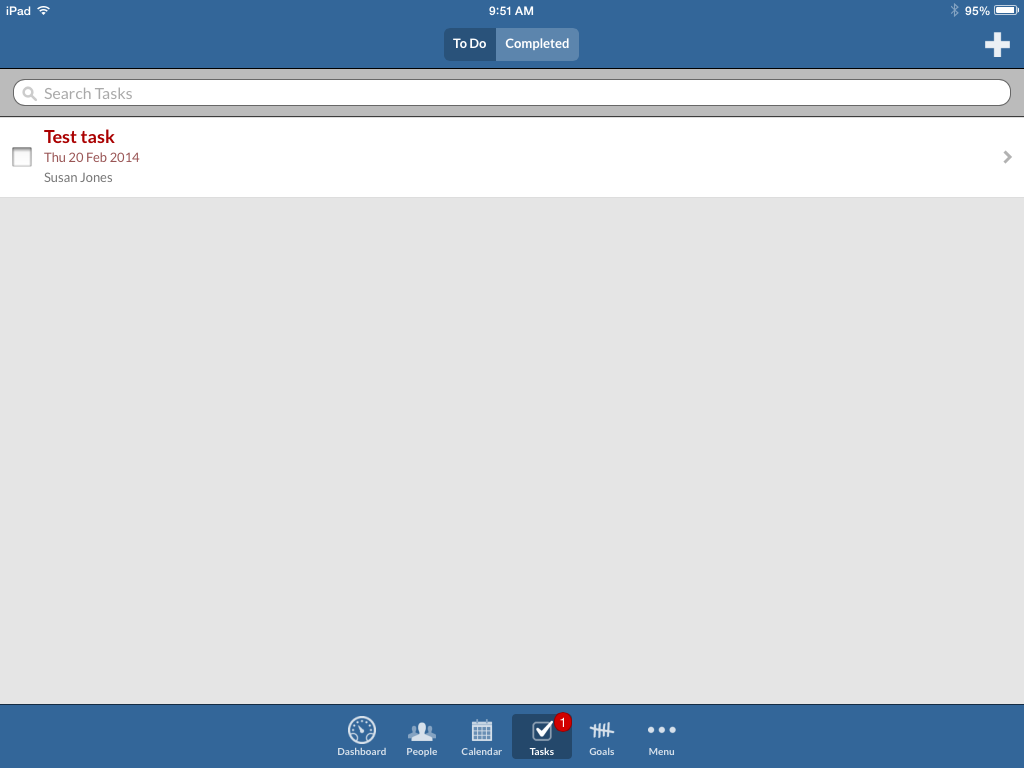 iPad 9:51 AM 95%
To Do Completed
Search Tasks
Test task
Thu 20 Feb 2014
Susan Jones
1
Dashboard People Calendar Tasks Goals Menu